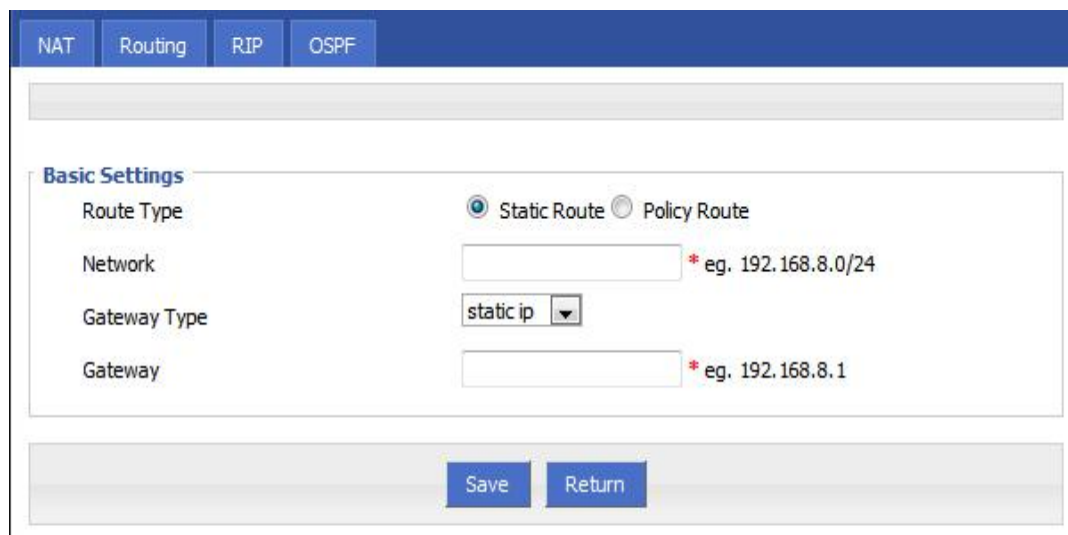 NAT Routing RIP OSPF
Basic Settings
Route Type Static Route Policy Route
Network * eg. 192.168.8.0/24
Gateway Type static ip
Gateway * eg. 192.168.8.1
Save Return